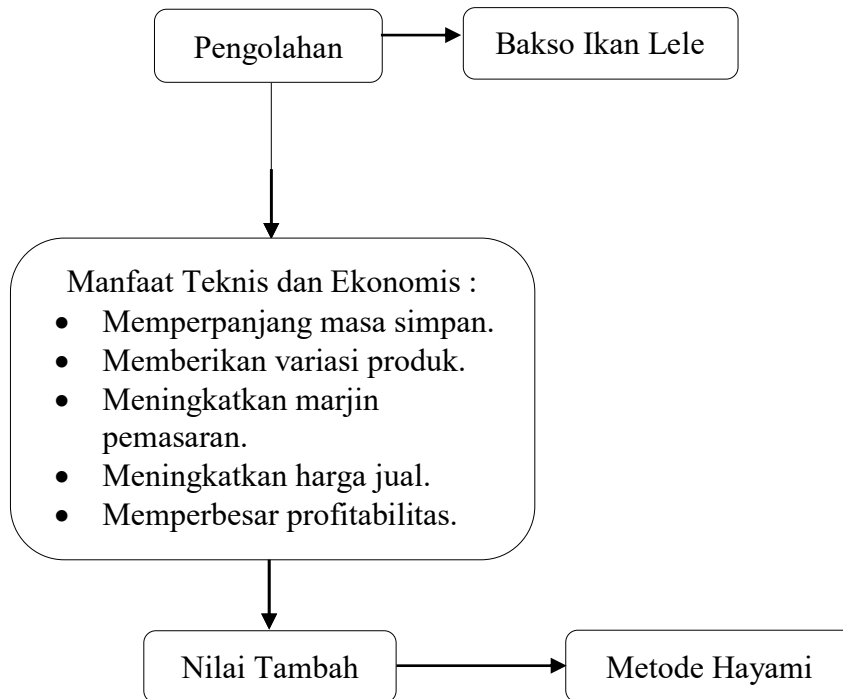 Pengolahan
Bakso Ikan Lele
Manfaat Teknis dan Ekonomis :
• Memperpanjang masa simpan.
• Memberikan variasi produk.
• Meningkatkan marjin
pemasaran.
• Meningkatkan harga jual.
• Memperbesar profitabilitas.
Nilai Tambah
Metode Hayami